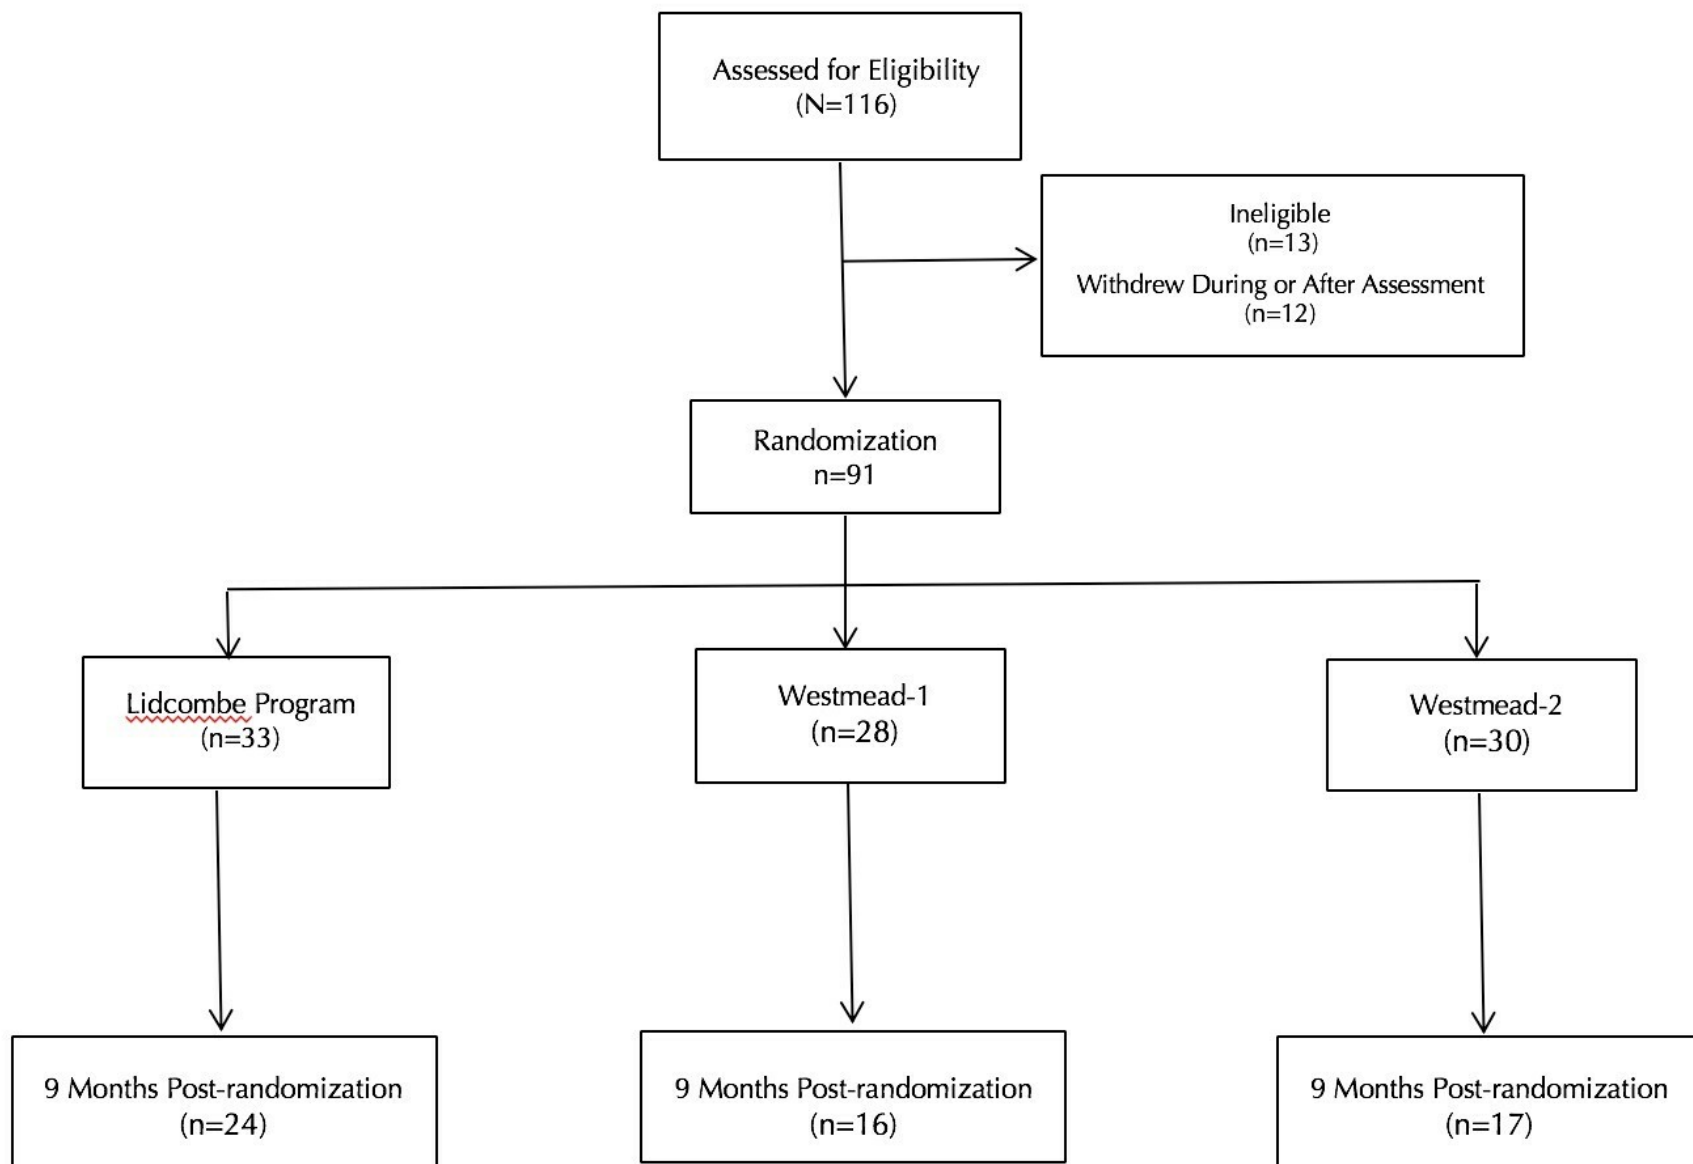 Assessed for Eligibility
(N=116)
Ineligible
(n=13)
Withdrew During or After Assessment
(n=12)
Randomization
n=91
Lidcombe Program
(n=33)
Westmead-1
(n=28)
Westmead-2
(n=30)
9 Months Post-randomization
(n=24)
9 Months Post-randomization
(n=16)
9 Months Post-randomization
(n=17)